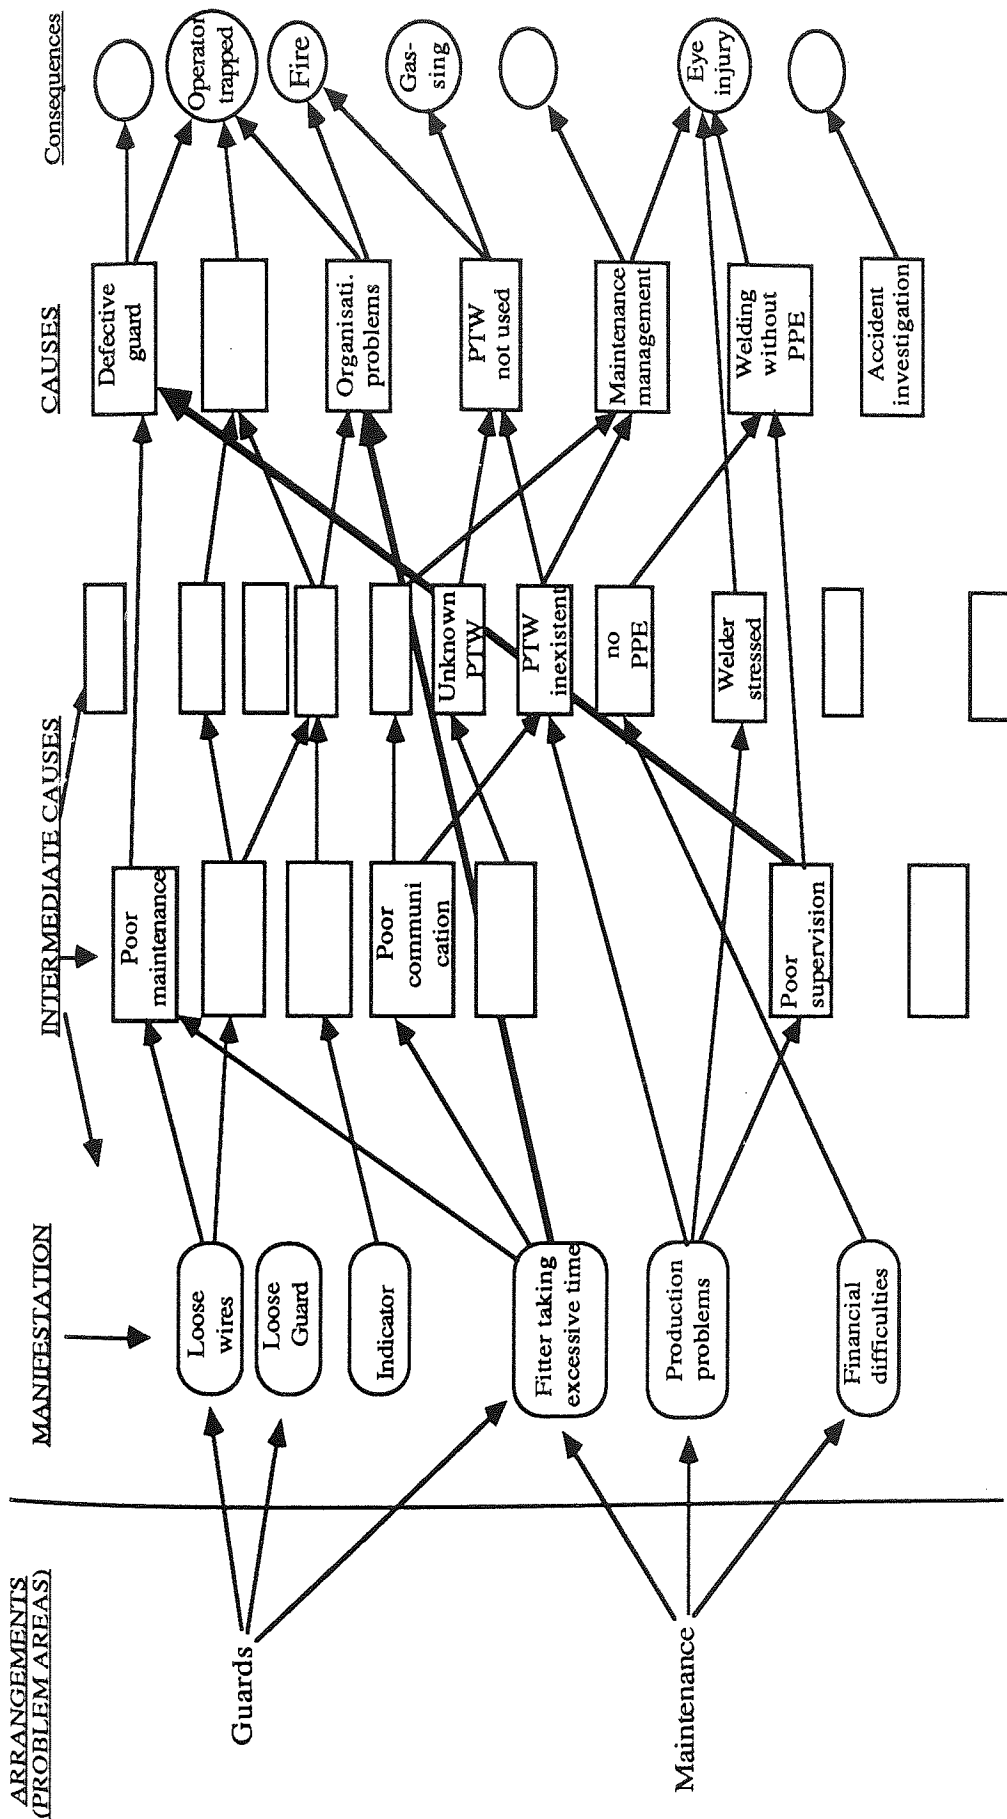 ARRANGEMENTS
(PROBLEM AREAS)
MANIFESTATION
INTERMEDIATE CAUSES
CAUSES
Consequences
Guards
Maintenance
Loose
wires
Loose
Guard
Indicator
Fitter taking
excessive time
Production
problems
Financial
difficulties
Poor
maintenance
Poor
communi
cation
Poor
supervision
Unknown
PTW
PTW
inexistent
no
PPE
Welder
stressed
Defective
guard
Organisati.
problems
PTW
not used
Maintenance
management
Welding
without
PPE
Accident
investigation
Operator
trapped
Fire
Gas-
sing
Eye
injury